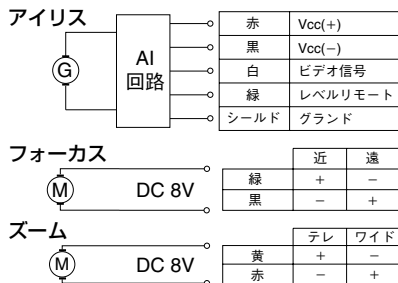 アイリス
赤 Vcc(+)
黒 Vcc(−)
白 ビデオ信号
緑 レベルリモート
シールド グランド
G
AI
回路
フォーカス
近 遠
緑 + −
黒 − +
M
DC 8V
ズーム
テレ ワイド
黄 + −
赤 − +
M
DC 8V